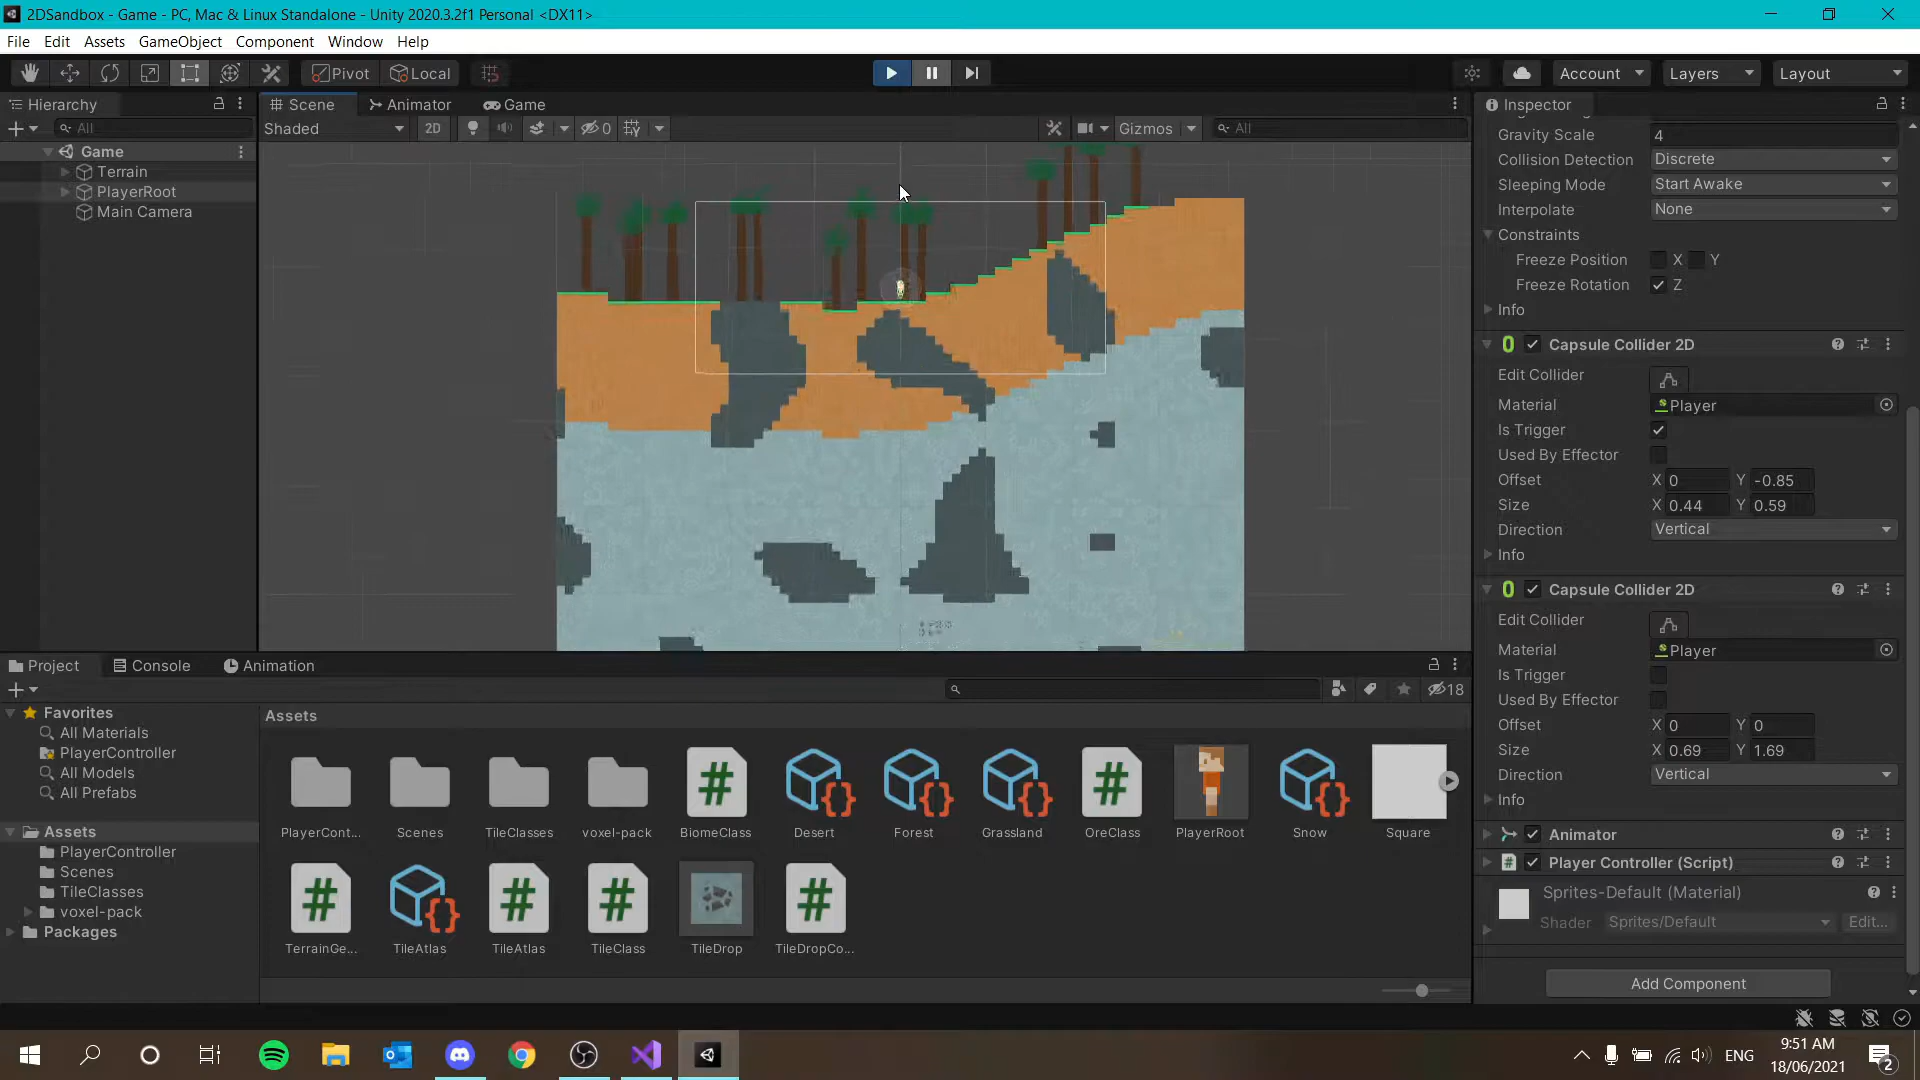 2DSandbox - Game - PC, Mac & Linux Standalone - Unity 2020.3.2f1 Personal <DX11>
File Edit Assets GameObject Component Window Help
Pivot Local Account Layers Layout
Hierarchy
All
Game
Terrain
PlayerRoot
Main Camera
Scene Animator Game
Shaded 2D 0 Gizmos All
Inspector
Gravity Scale 4
Collision Detection Discrete
Sleeping Mode Start Awake
Interpolate None
Constraints
Freeze Position X Y
Freeze Rotation Z
Info
Capsule Collider 2D
Edit Collider
Material Player
Is Trigger
Used By Effector
Offset X 0 Y -0.85
Size X 0.44 Y 0.59
Direction Vertical
Info
Capsule Collider 2D
Edit Collider
Material Player
Is Trigger
Used By Effector
Offset X 0 Y 0
Size X 0.69 Y 1.69
Direction Vertical
Info
Animator
Player Controller (Script)
Sprites-Default (Material)
Shader Sprites/Default Edit...
Add Component
Project Console Animation
18
Favorites
All Materials
PlayerController
All Models
All Prefabs
Assets
PlayerController
Scenes
TileClasses
voxel-pack
Packages
Assets
PlayerCont... Scenes TileClasses voxel-pack BiomeClass Desert Forest Grassland OreClass PlayerRoot Snow Square
TerrainGe... TileAtlas TileAtlas TileClass TileDrop TileDropCo...
ENG
9:51 AM
18/06/2021
2